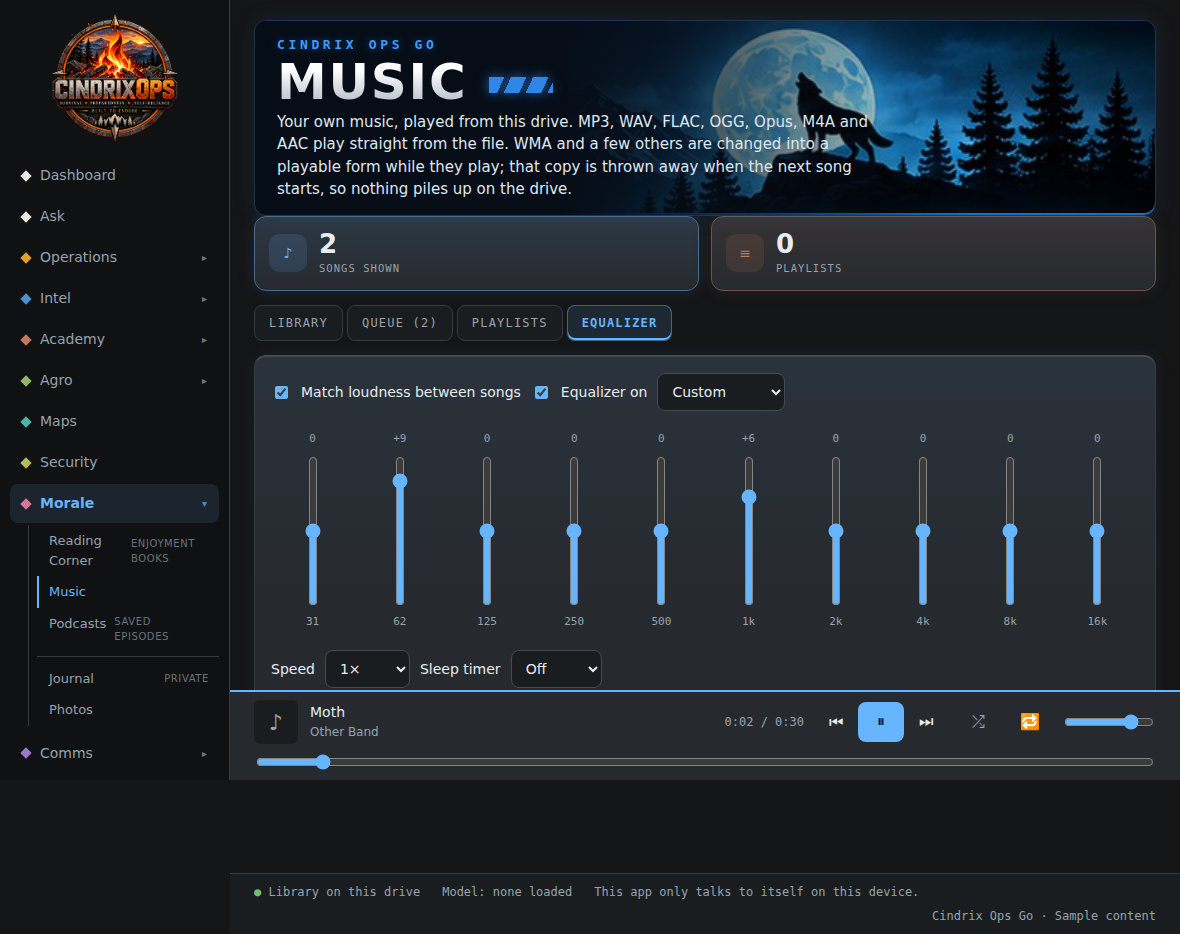 CINDRIXOPS
SURVIVAL • PREPAREDNESS • SELF-RELIANCE
BUILT TO ENDURE
Dashboard
Ask
Operations
Intel
Academy
Agro
Maps
Security
Morale
Reading Corner ENJOYMENT BOOKS
Music
Podcasts SAVED EPISODES
Journal PRIVATE
Photos
Comms
CINDRIX OPS GO
MUSIC
Your own music, played from this drive. MP3, WAV, FLAC, OGG, Opus, M4A and
AAC play straight from the file. WMA and a few others are changed into a
playable form while they play; that copy is thrown away when the next song
starts, so nothing piles up on the drive.
2
SONGS SHOWN
0
PLAYLISTS
LIBRARY QUEUE (2) PLAYLISTS EQUALIZER
Match loudness between songs Equalizer on Custom
0 +9 0 0 0 +6 0 0 0 0
31 62 125 250 500 1k 2k 4k 8k 16k
Speed 1× Sleep timer Off
Moth
Other Band
0:02 / 0:30
Library on this drive Model: none loaded This app only talks to itself on this device.
Cindrix Ops Go · Sample content